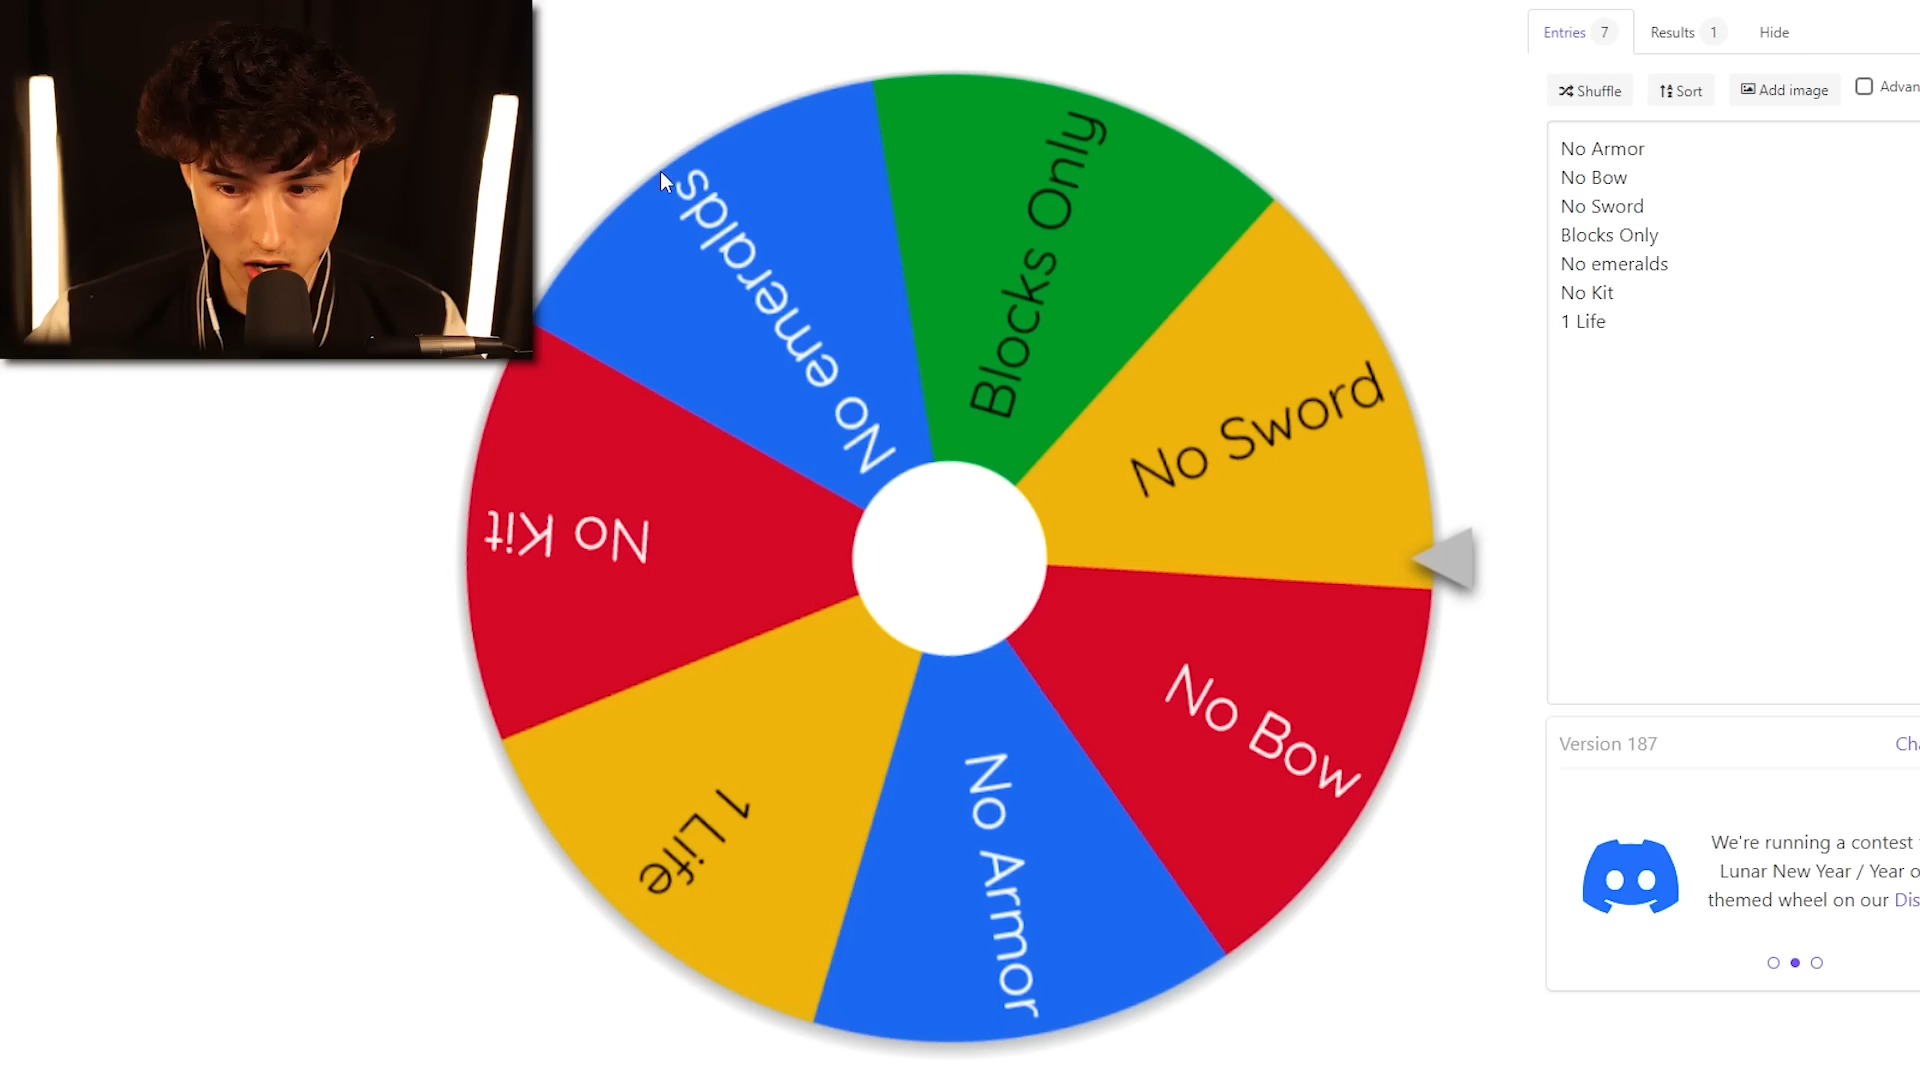 Entries 7 Results 1 Hide
Shuffle Sort Add image Advan
No Armor
No Bow
No Sword
Blocks Only
No emeralds
No Kit
1 Life
Version 187 Cha
We're running a contest
Lunar New Year / Year o
themed wheel on our Dis
Blocks Only
No Sword
No Bow
No Armor
1 Life
No Kit
No emeralds